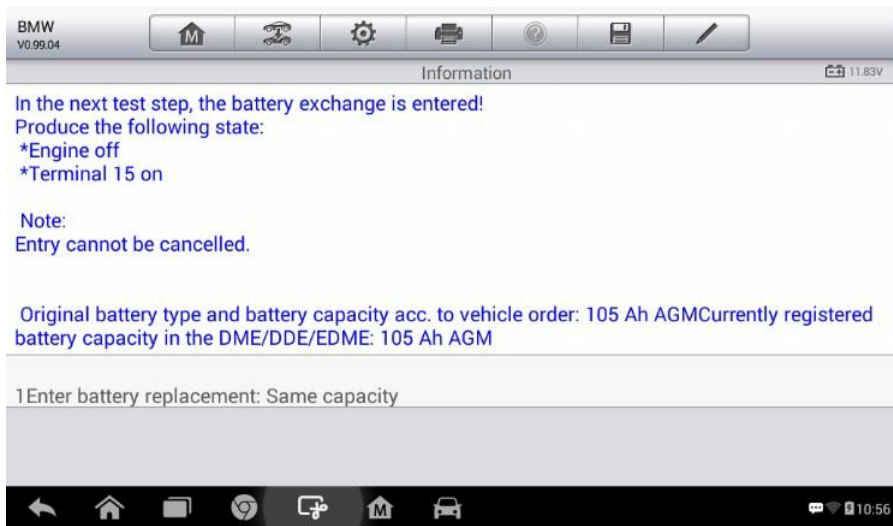 BMW
V0.99.04
Information
11.83V
In the next test step, the battery exchange is entered!
Produce the following state:
*Engine off
*Terminal 15 on
Note:
Entry cannot be cancelled.
Original battery type and battery capacity acc. to vehicle order: 105 Ah AGMCurrently registered
battery capacity in the DME/DDE/EDME: 105 Ah AGM
1Enter battery replacement: Same capacity
M
10:56